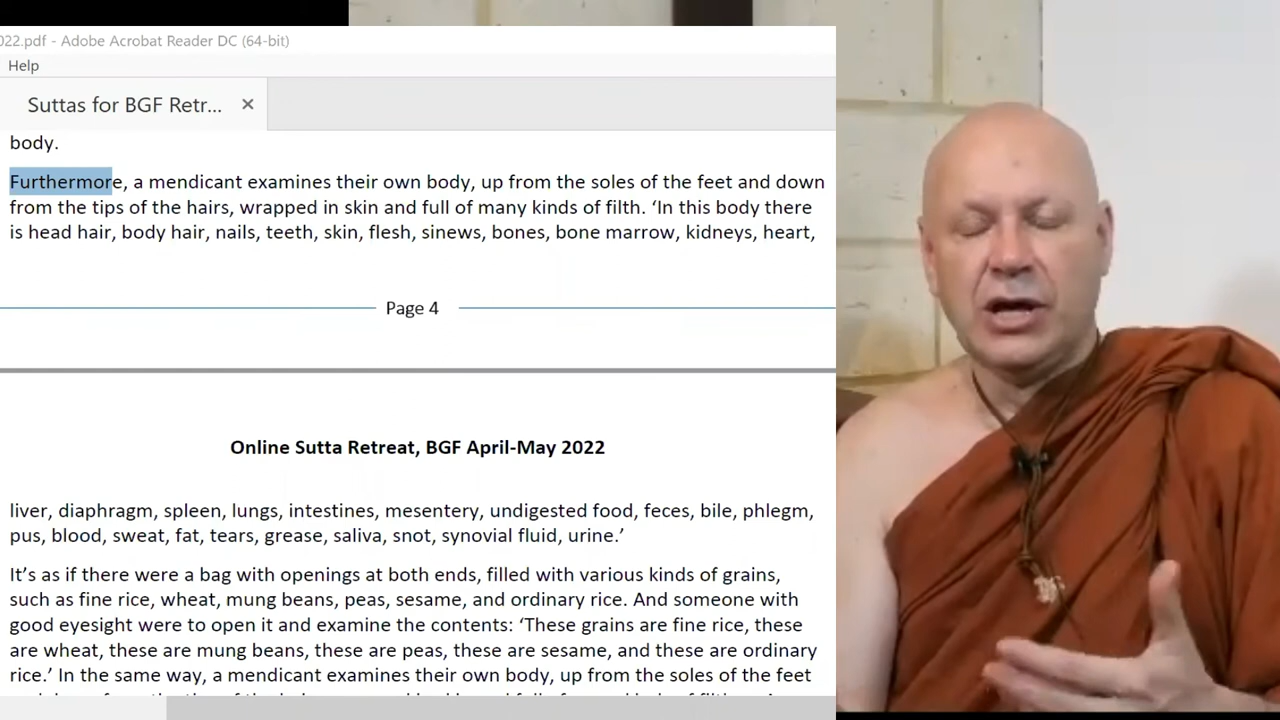 022.pdf - Adobe Acrobat Reader DC (64-bit)
Help
Suttas for BGF Retr... ×
body.
Furthermore, a mendicant examines their own body, up from the soles of the feet and down
from the tips of the hairs, wrapped in skin and full of many kinds of filth. ‘In this body there
is head hair, body hair, nails, teeth, skin, flesh, sinews, bones, bone marrow, kidneys, heart,
Page 4
Online Sutta Retreat, BGF April-May 2022
liver, diaphragm, spleen, lungs, intestines, mesentery, undigested food, feces, bile, phlegm,
pus, blood, sweat, fat, tears, grease, saliva, snot, synovial fluid, urine.’
It’s as if there were a bag with openings at both ends, filled with various kinds of grains,
such as fine rice, wheat, mung beans, peas, sesame, and ordinary rice. And someone with
good eyesight were to open it and examine the contents: ‘These grains are fine rice, these
are wheat, these are mung beans, these are peas, these are sesame, and these are ordinary
rice.’ In the same way, a mendicant examines their own body, up from the soles of the feet